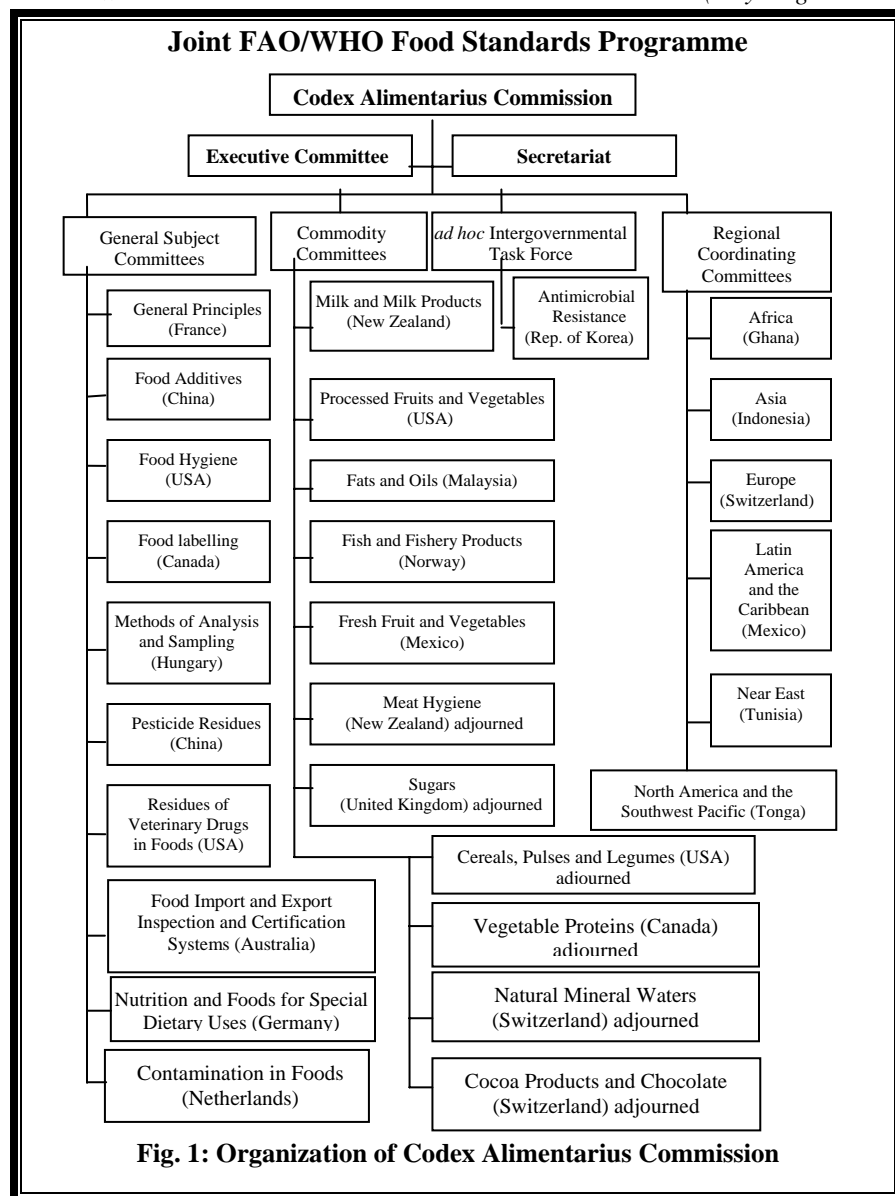 Joint FAO/WHO Food Standards Programme
Codex Alimentarius Commission
Executive Committee
Secretariat
General Subject
Committees
Commodity
Committees
ad hoc Intergovernmental
Task Force
Regional
Coordinating
Committees
General Principles
(France)
Food Additives
(China)
Food Hygiene
(USA)
Food labelling
(Canada)
Methods of Analysis
and Sampling
(Hungary)
Pesticide Residues
(China)
Residues of
Veterinary Drugs
in Foods (USA)
Food Import and Export
Inspection and Certification
Systems (Australia)
Nutrition and Foods for Special
Dietary Uses (Germany)
Contamination in Foods
(Netherlands)
Milk and Milk Products
(New Zealand)
Processed Fruits and Vegetables
(USA)
Fats and Oils (Malaysia)
Fish and Fishery Products
(Norway)
Fresh Fruit and Vegetables
(Mexico)
Meat Hygiene
(New Zealand) adjourned
Sugars
(United Kingdom) adjourned
Cereals, Pulses and Legumes (USA)
adjourned
Vegetable Proteins (Canada)
adjourned
Natural Mineral Waters
(Switzerland) adjourned
Cocoa Products and Chocolate
(Switzerland) adjourned
Antimicrobial
Resistance
(Rep. of Korea)
Africa
(Ghana)
Asia
(Indonesia)
Europe
(Switzerland)
Latin
America
and the
Caribbean
(Mexico)
Near East
(Tunisia)
North America and the
Southwest Pacific (Tonga)
Fig. 1: Organization of Codex Alimentarius Commission